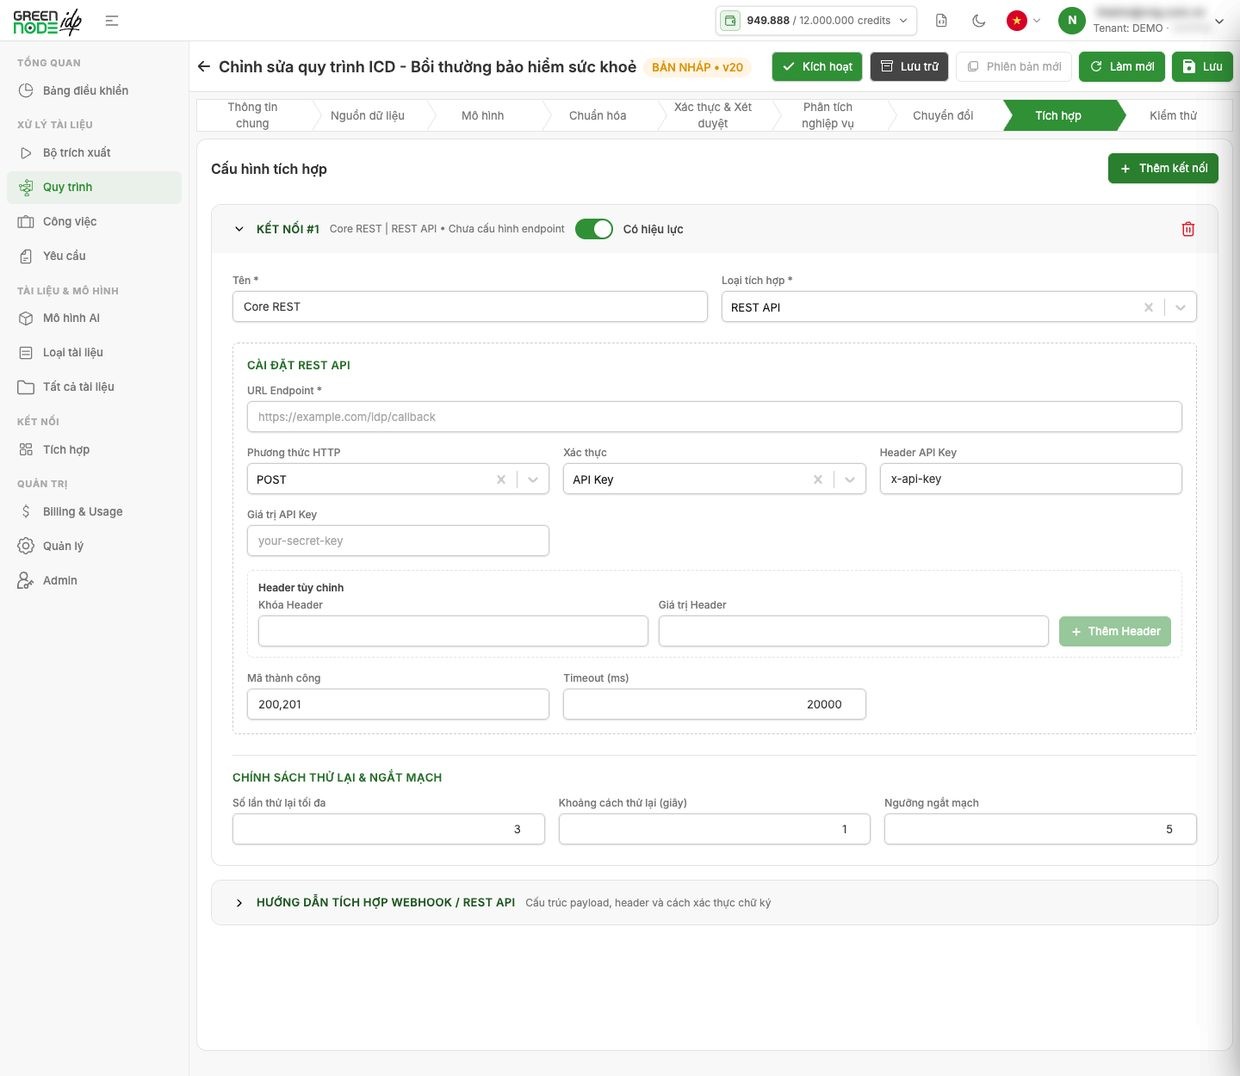 GREEN
NODE idp
949.888 / 12.000.000 credits
N
Tenant: DEMO -
TỔNG QUAN
Bảng điều khiển
XỬ LÝ TÀI LIỆU
Bộ trích xuất
Quy trình
Công việc
Yêu cầu
TÀI LIỆU & MÔ HÌNH
Mô hình AI
Loại tài liệu
Tất cả tài liệu
KẾT NỐI
Tích hợp
QUẢN TRỊ
Billing & Usage
Quản lý
Admin
Chỉnh sửa quy trình ICD - Bồi thường bảo hiểm sức khoẻ
BẢN NHÁP • v20
Kích hoạt
Lưu trữ
Phiên bản mới
Làm mới
Lưu
Thông tin chung
Nguồn dữ liệu
Mô hình
Chuẩn hóa
Xác thực & Xét duyệt
Phân tích nghiệp vụ
Chuyển đổi
Tích hợp
Kiểm thử
Cấu hình tích hợp
+ Thêm kết nối
KẾT NỐI #1 Core REST | REST API • Chưa cấu hình endpoint Có hiệu lực
Tên *
Core REST
Loại tích hợp *
REST API
CÀI ĐẶT REST API
URL Endpoint *
https://example.com/idp/callback
Phương thức HTTP
POST
Xác thực
API Key
Header API Key
x-api-key
Giá trị API Key
your-secret-key
Header tùy chỉnh
Khóa Header
Giá trị Header
+ Thêm Header
Mã thành công
200,201
Timeout (ms)
20000
CHÍNH SÁCH THỬ LẠI & NGẮT MẠCH
Số lần thử lại tối đa
3
Khoảng cách thử lại (giây)
1
Ngưỡng ngắt mạch
5
HƯỚNG DẪN TÍCH HỢP WEBHOOK / REST API Cấu trúc payload, header và cách xác thực chữ ký